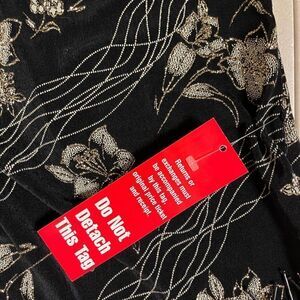 Do Not
Detach
This Tag
Returns or
exchanges must
be accompanied
by this tag,
original price ticket
and receipt.